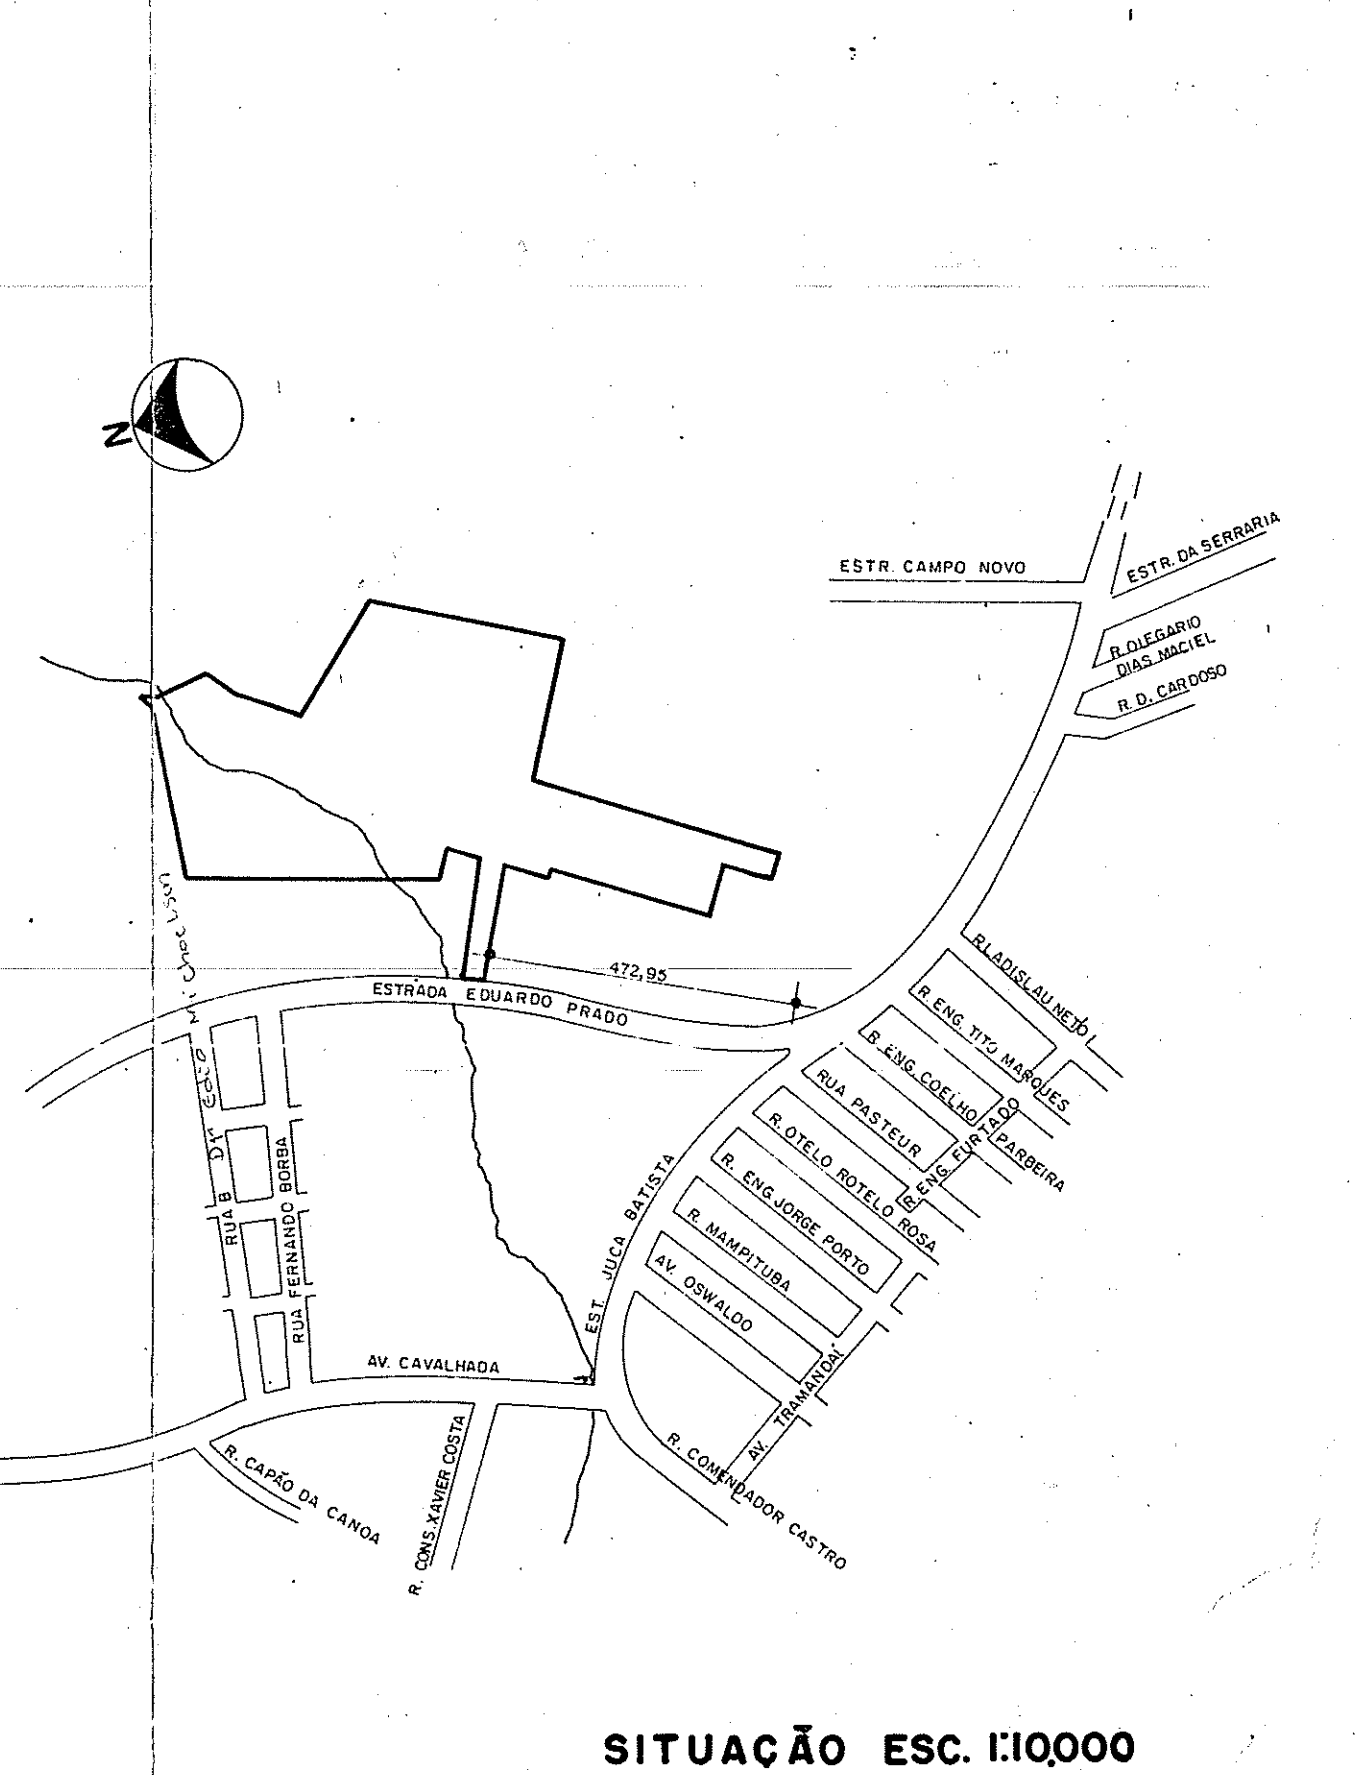 N
ESTR. CAMPO NOVO
ESTR. DA SERRARIA
R. OLEGARIO
DIAS MACIEL
R. D. CARDOSO
472,95
ESTRADA EDUARDO PRADO
R. LADISLAU NETO
R. ENG. TITO MARQUES
R. ENG. COELHO PARBEIRA
RUA PASTEUR
R. ENG. FURTADO
R. OTELO ROTELO ROSA
R. ENG. JORGE PORTO
R. MAMPITUBA
AV. OSWALDO
EST. JUCA BATISTA
RUA B
Dr Edio Michaelsen
RUA FERNANDO BORBA
AV. CAVALHADA
AV. TRAMANDAÍ
R. COMENDADOR CASTRO
R. CAPÃO DA CANOA
R. CONS. XAVIER COSTA
SITUAÇÃO ESC. 1:10,000